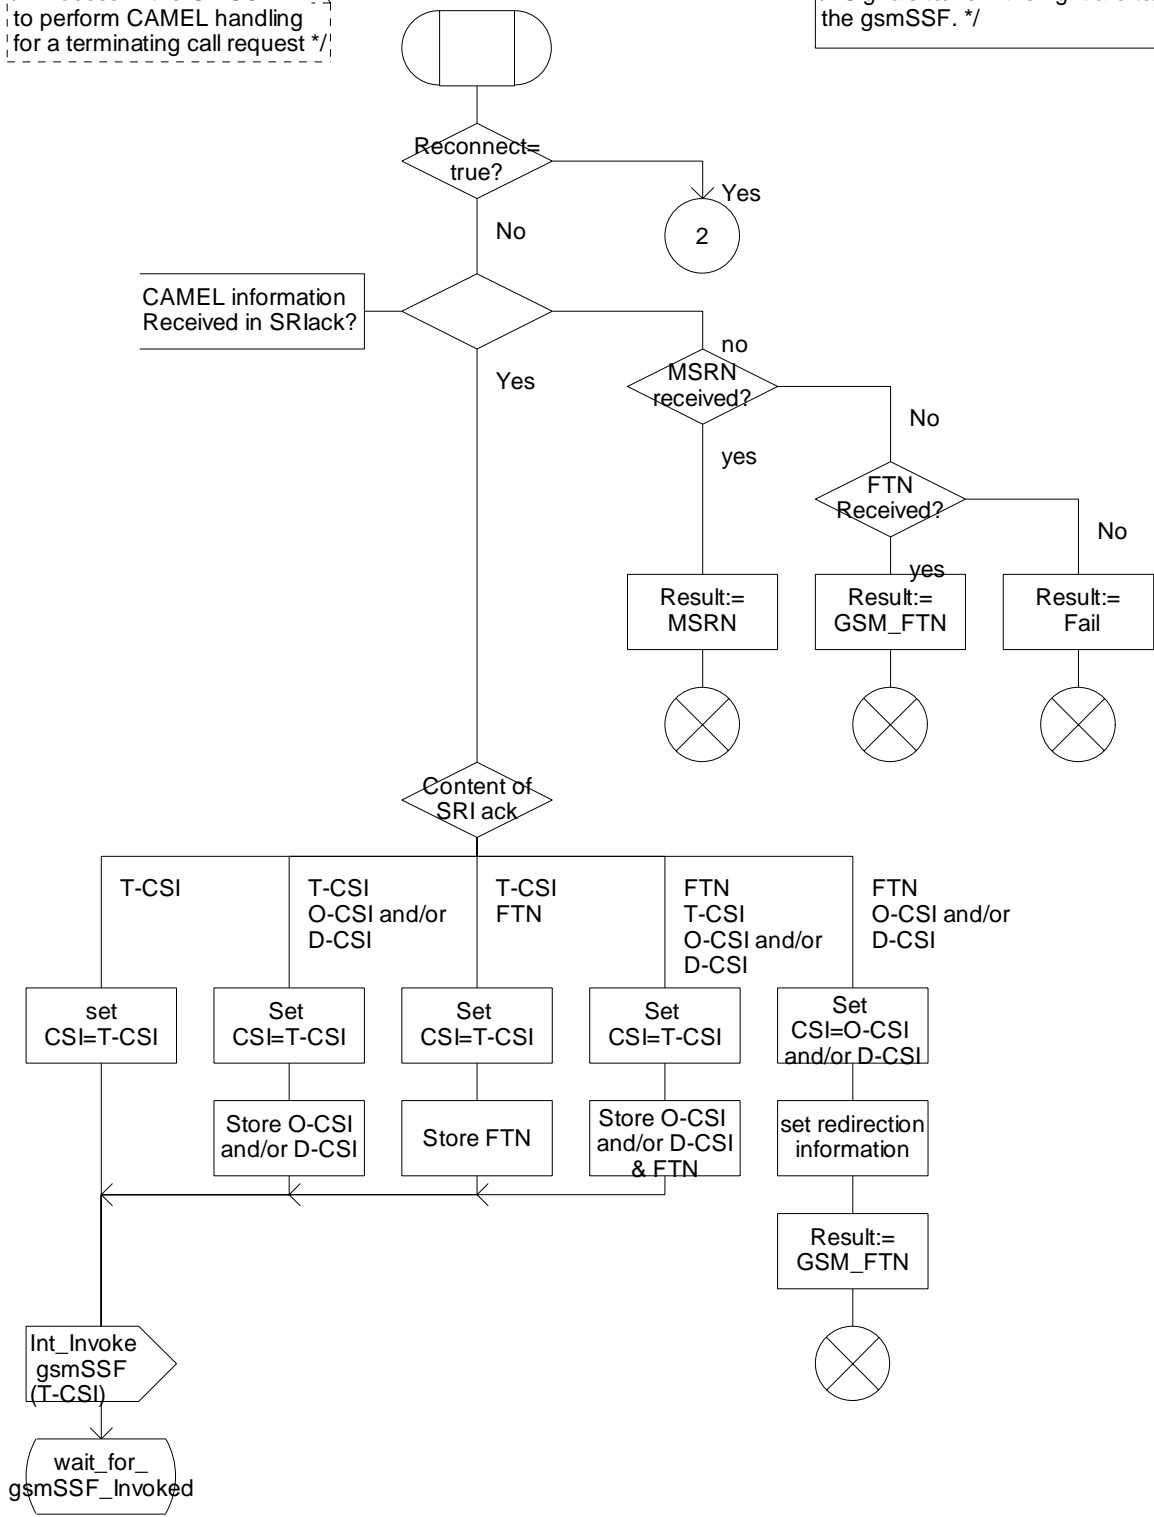 to perform CAMEL handling
for a terminating call request */
the gsmSSF. */
Reconnect=
true?
Yes
2
No
CAMEL information
Received in SRIack?
no
Yes
MSRN
received?
No
yes
FTN
Received?
No
yes
Result:=
MSRN
Result:=
GSM_FTN
Result:=
Fail
Content of
SRI ack
T-CSI
T-CSI
O-CSI and/or
D-CSI
T-CSI
FTN
FTN
T-CSI
O-CSI and/or
D-CSI
FTN
O-CSI and/or
D-CSI
set
CSI=T-CSI
Set
CSI=T-CSI
Set
CSI=T-CSI
Set
CSI=T-CSI
Set
CSI=O-CSI
and/or D-CSI
Store O-CSI
and/or D-CSI
Store FTN
Store O-CSI
and/or D-CSI
& FTN
set redirection
information
Result:=
GSM_FTN
Int_Invoke
gsmSSF
(T-CSI)
wait_for_
gsmSSF_Invoked